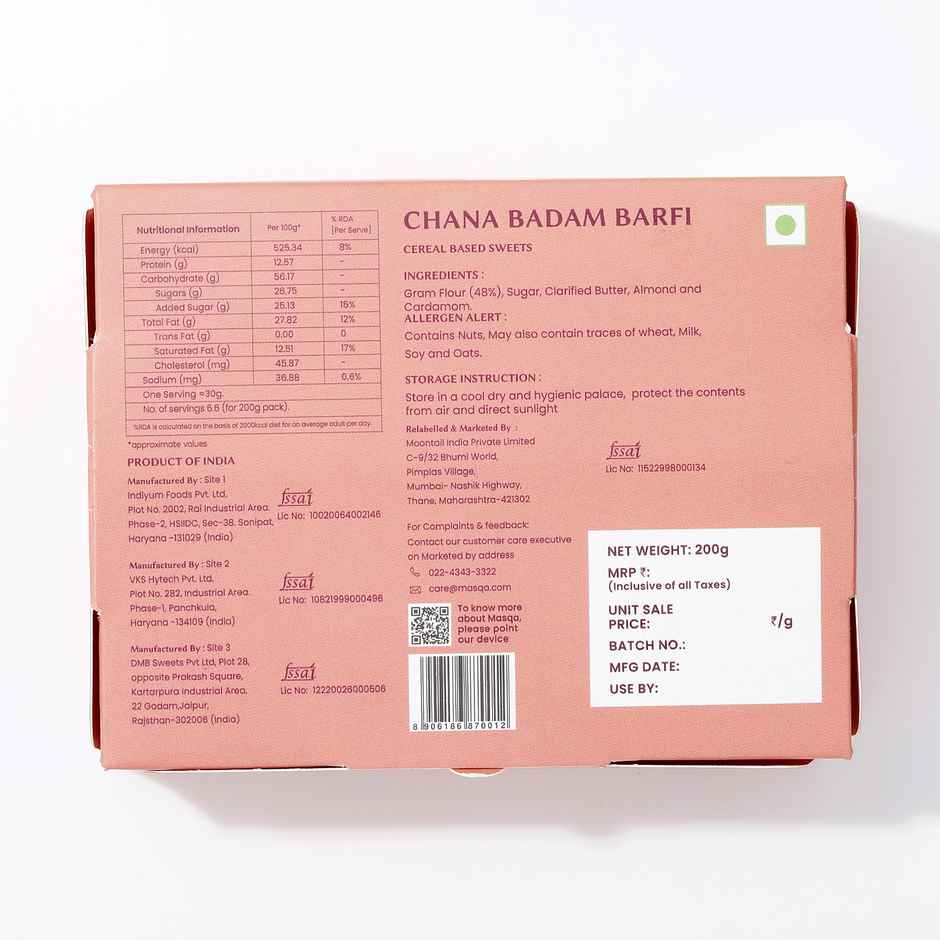 Nutritional Information Per 100g* % RDA [Per Serve]
Energy (kcal) 525.34 8%
Protein (g) 12.57 -
Carbohydrate (g) 56.17 -
Sugars (g) 26,75 -
Added Sugar (g) 25.13 15%
Total Fat (g) 27.82 12%
Trans Fat (g) 0.00 0
Saturated Fat (g) 12.51 17%
Cholesterol (mg) 45.87 -
Sodium (mg) 36.88 0.6%
One Serving ≈30g.
No. of servings 6.6 (for 200g pack).
%RDA is calculated on the basis of 2000kcal diet for an average adult per day.
*approximate values
PRODUCT OF INDIA
Manufactured By : Site 1
Indiyum Foods Pvt. Ltd,
Plot No. 2002, Rai Industrial Area.
Phase-2, HSIIDC, Sec-38. Sonipat,
Haryana -131029 (India)
fssai
Lic No: 10020064002146
Manufactured By : Site 2
VKS Hytech Pvt. Ltd.
Plot No. 282, Industrial Area.
Phase-1, Panchkula,
Haryana -134109 (India)
fssai
Lic No: 10821999000496
Manufactured By : Site 3
DMB Sweets Pvt Ltd, Plot 28,
opposite Prakash Square,
Kartarpura Industrial Area.
22 Godam,Jaipur,
Rajsthan-302006 (India)
fssai
Lic No: 12220026000506
CHANA BADAM BARFI
CEREAL BASED SWEETS
INGREDIENTS :
Gram Flour (48%), Sugar, Clarified Butter, Almond and
Cardamom.
ALLERGEN ALERT :
Contains Nuts, May also contain traces of wheat, Milk,
Soy and Oats.
STORAGE INSTRUCTION :
Store in a cool dry and hygienic palace, protect the contents
from air and direct sunlight
Relabelled & Marketed By :
Moontail India Private Limited
C-9/32 Bhumi World,
Pimplas Village,
Mumbai- Nashik Highway,
Thane, Maharashtra-421302
fssai
Lic No: 11522998000134
For Complaints & feedback:
Contact our customer care executive
on Marketed by address
022-4343-3322
care@masqa.com
To know more
about Masqa,
please point
our device
8 906186 870012
NET WEIGHT: 200g
MRP ₹:
(Inclusive of all Taxes)
UNIT SALE
PRICE: ₹/g
BATCH NO.:
MFG DATE:
USE BY: